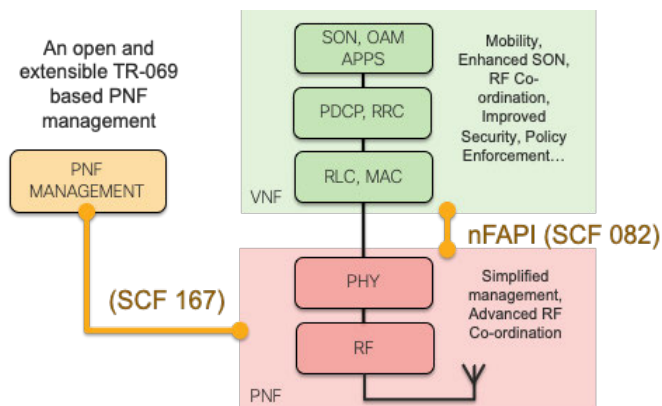 An open and
extensible TR-069
based PNF
management
PNF
MANAGEMENT
(SCF 167)
SON, OAM
APPS
PDCP, RRC
RLC, MAC
VNF
Mobility,
Enhanced SON,
RF Co-
ordination,
Improved
Security, Policy
Enforcement...
nFAPI (SCF 082)
PHY
RF
PNF
Simplified
management,
Advanced RF
Co-ordination